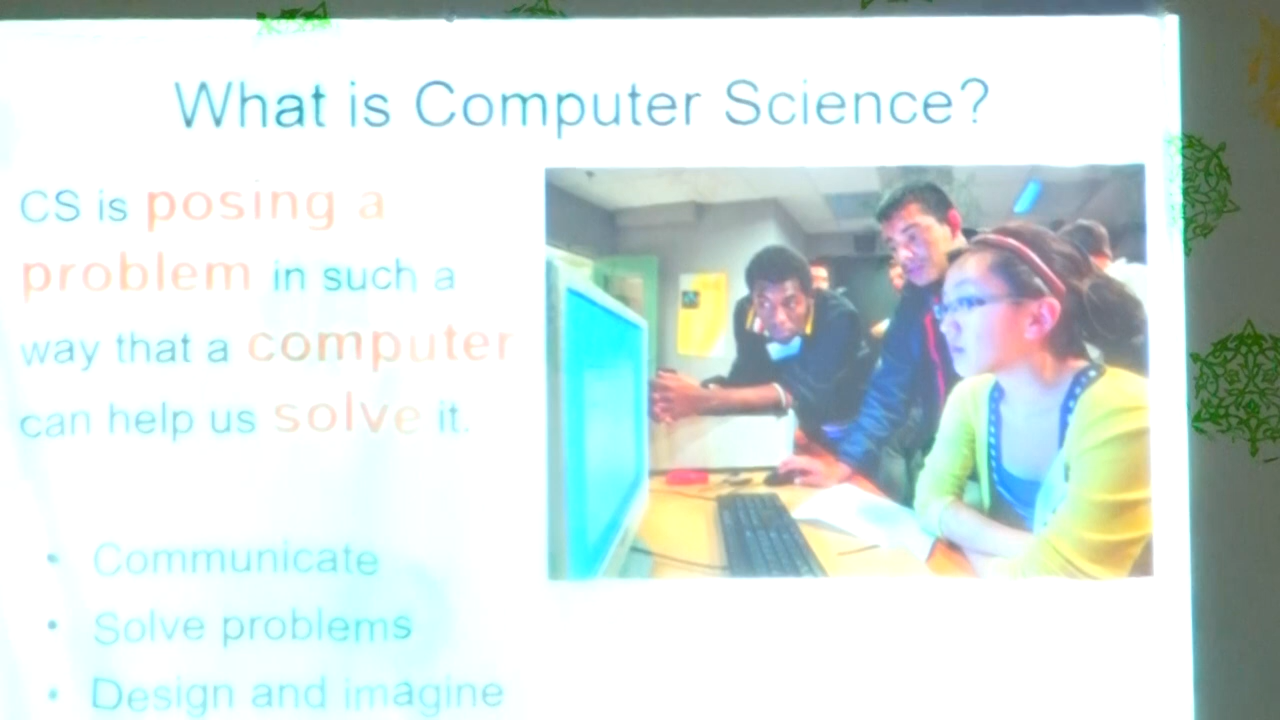 What is Computer Science?
CS is posing a
problem in such a
way that a computer
can help us solve it.
• Communicate
• Solve problems
• Design and imagine